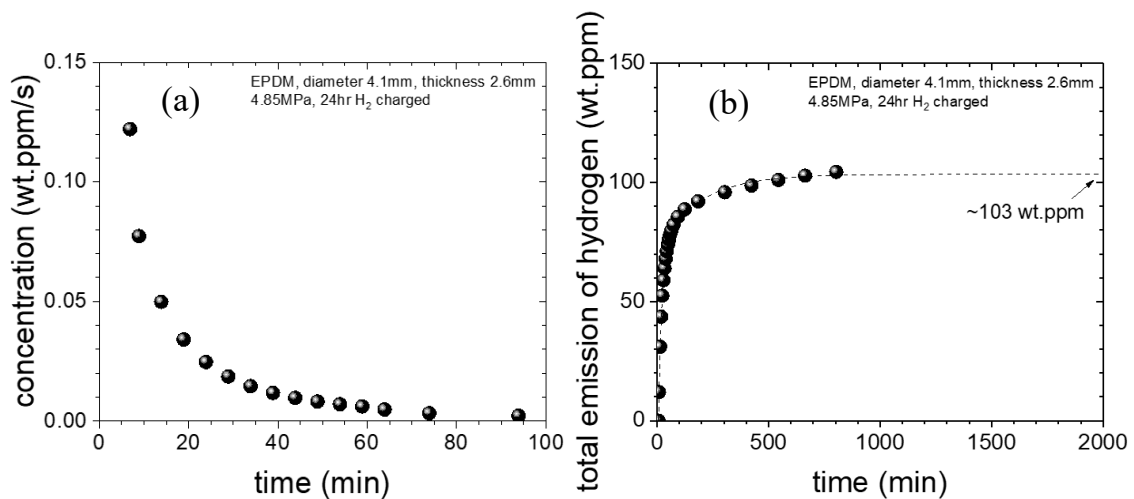 concentration (wt.ppm/s)
0.15
0.10
0.05
0.00
(a)
EPDM, diameter 4.1mm, thickness 2.6mm
4.85MPa, 24hr H₂ charged
0 20 40 60 80 100
time (min)
total emission of hydrogen (wt.ppm)
150
100
50
0
(b)
EPDM, diameter 4.1mm, thickness 2.6mm
4.85MPa, 24hr H₂ charged
~103 wt.ppm
0 500 1000 1500 2000
time (min)